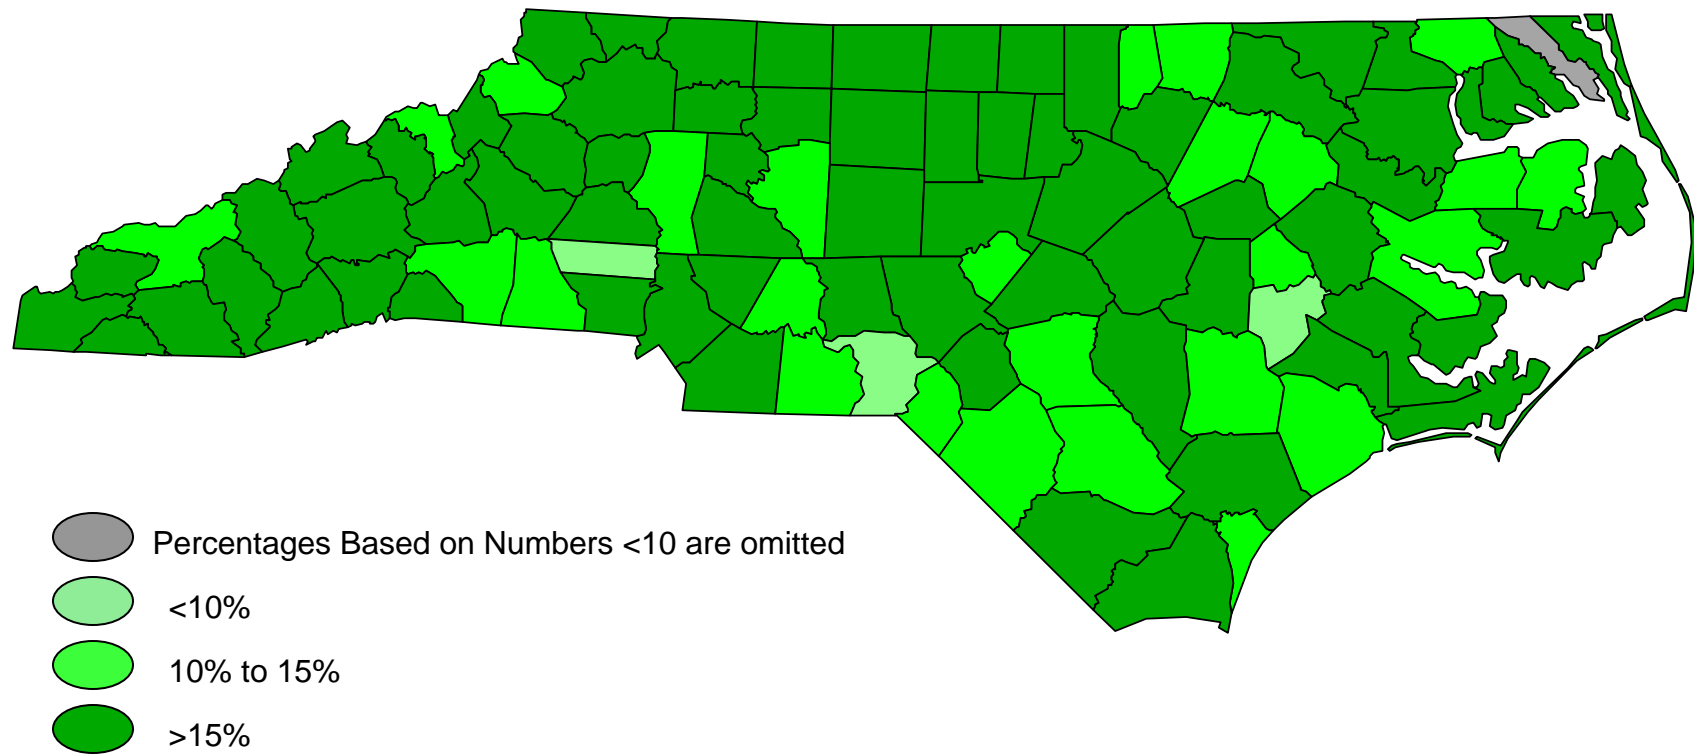 Percentages Based on Numbers <10 are omitted
<10%
10% to 15%
>15%